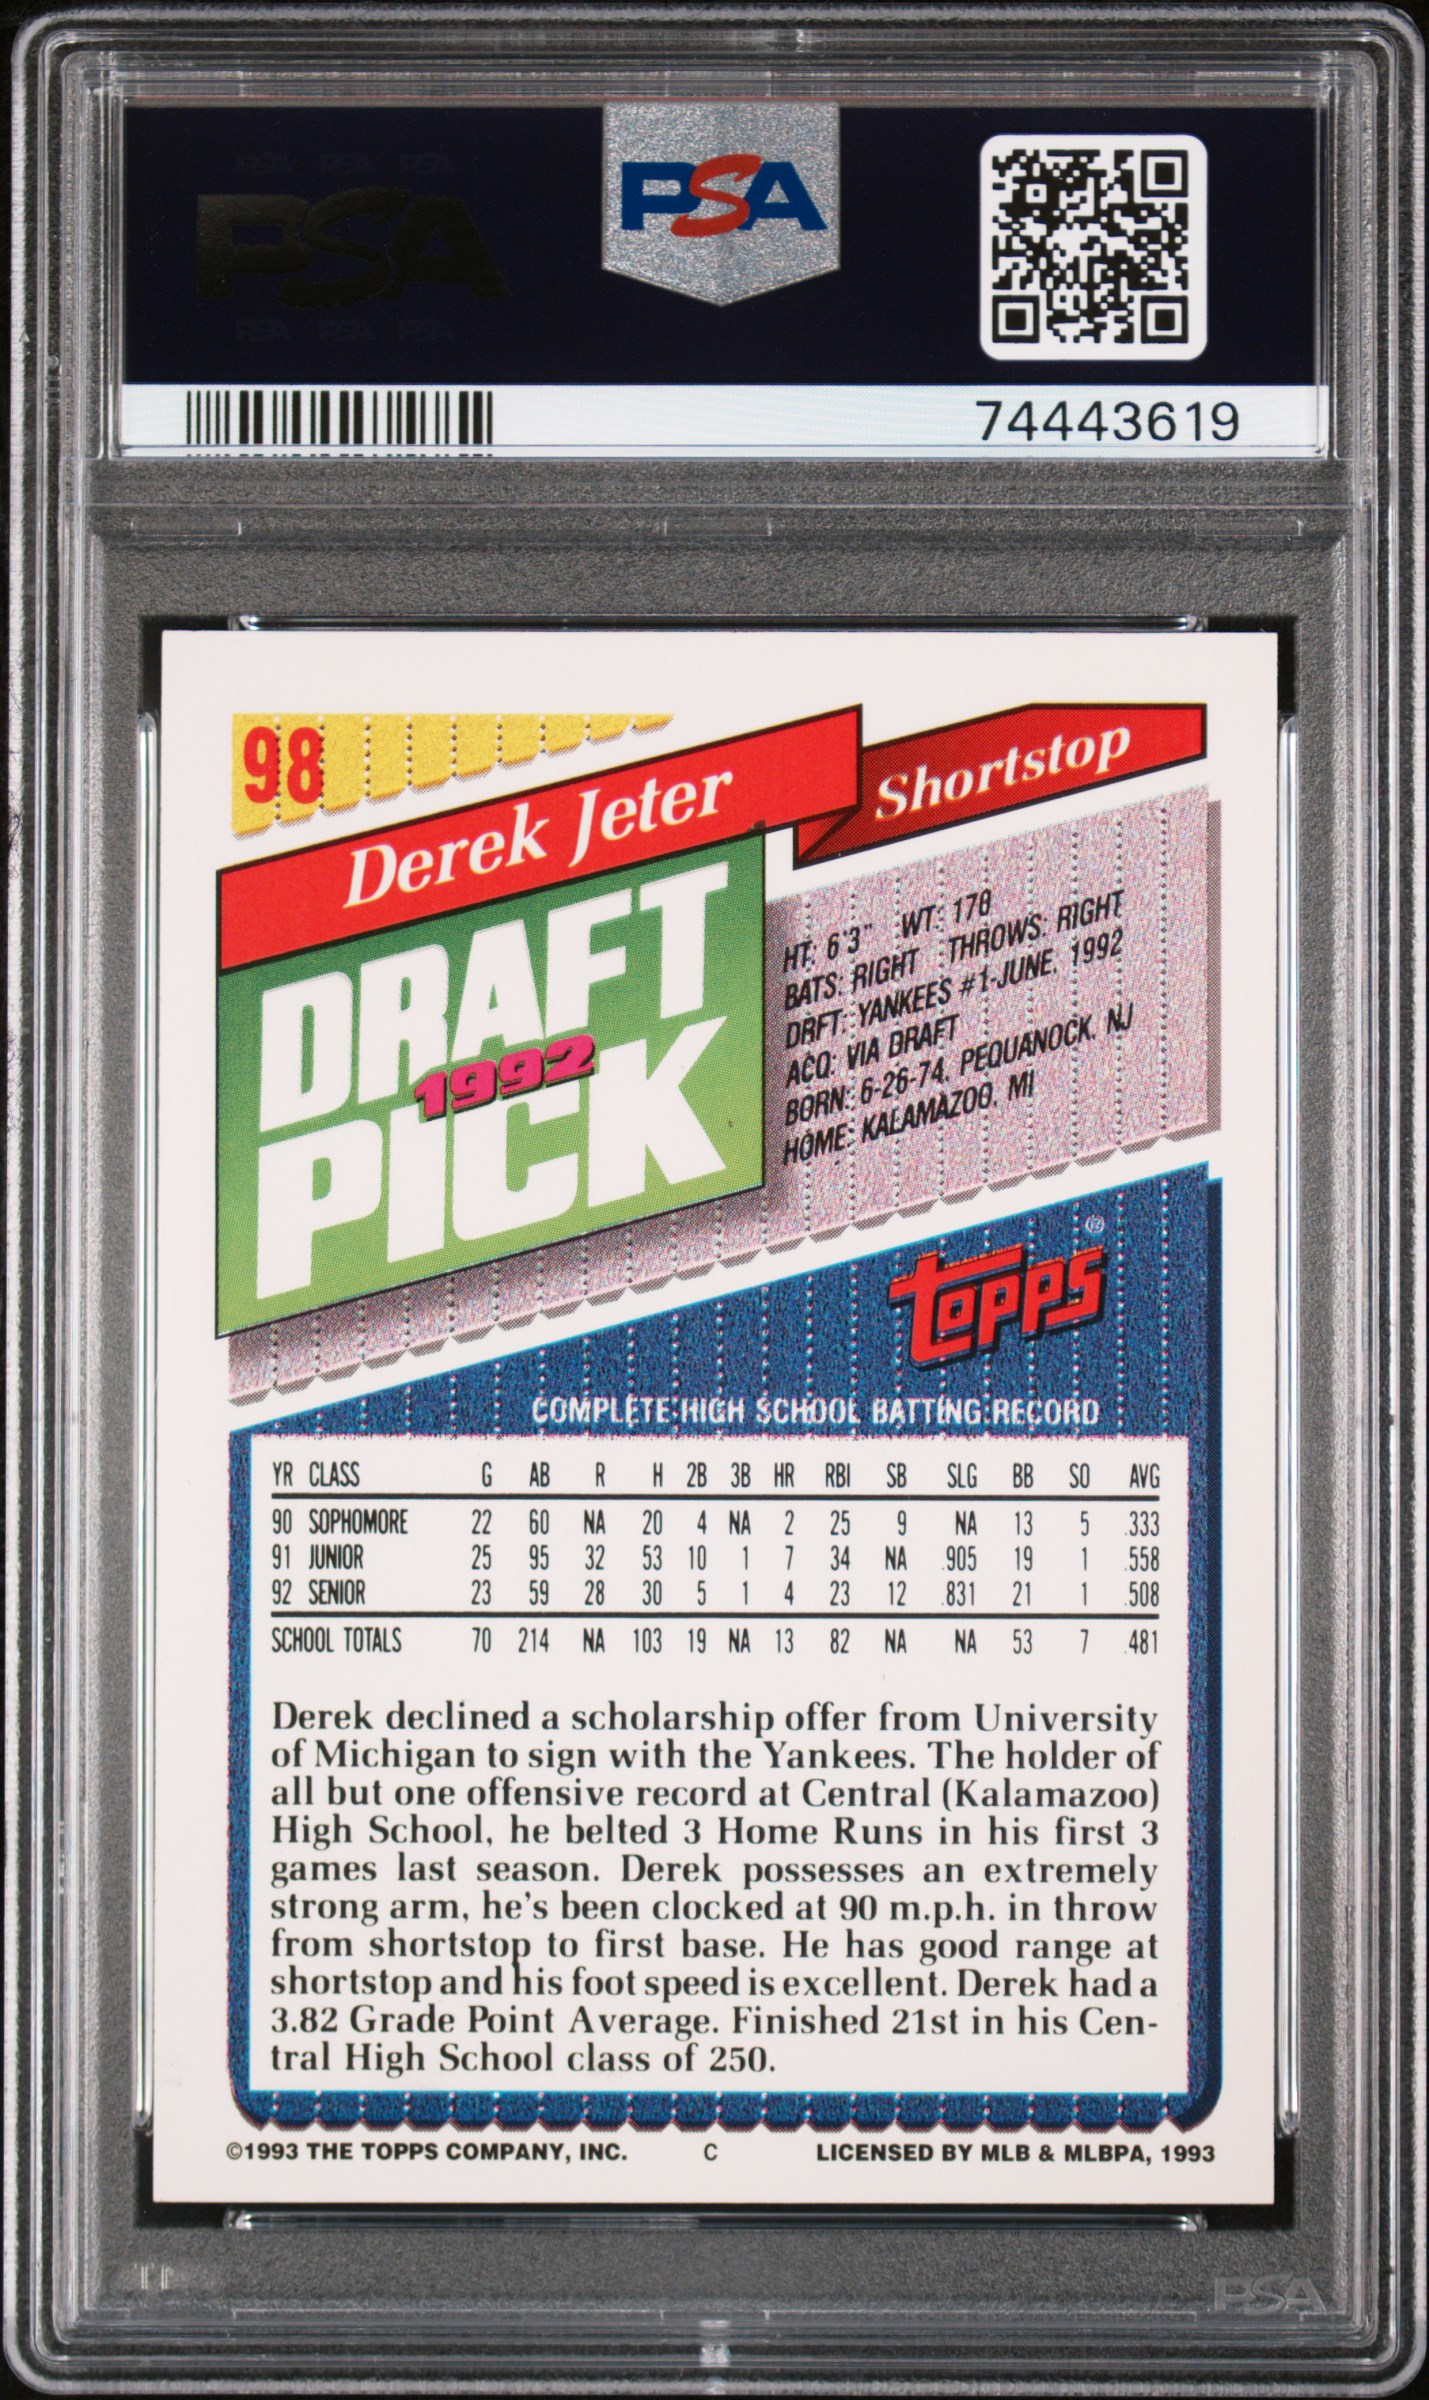 PSA
PSA
74443619
98
Derek Jeter
Shortstop
DRAFT
1992
PICK
HT: 6'3" WT: 178
BATS: RIGHT THROWS: RIGHT
DRFT: YANKEES #1-JUNE, 1992
ACQ: VIA DRAFT
BORN: 6-26-74, PEQUANOCK, NJ
HOME: KALAMAZOO, MI
Topps®
COMPLETE HIGH SCHOOL BATTING RECORD
YR CLASS G AB R H 2B 3B HR RBI SB SLG BB SO AVG
90 SOPHOMORE 22 60 NA 20 4 NA 2 25 9 NA 13 5 .333
91 JUNIOR 25 95 32 53 10 1 7 34 NA .905 19 1 .558
92 SENIOR 23 59 28 30 5 1 4 23 12 .831 21 1 .508
SCHOOL TOTALS 70 214 NA 103 19 NA 13 82 NA NA 53 7 .481
Derek declined a scholarship offer from University
of Michigan to sign with the Yankees. The holder of
all but one offensive record at Central (Kalamazoo)
High School, he belted 3 Home Runs in his first 3
games last season. Derek possesses an extremely
strong arm, he's been clocked at 90 m.p.h. in throw
from shortstop to first base. He has good range at
shortstop and his foot speed is excellent. Derek had a
3.82 Grade Point Average. Finished 21st in his Cen-
tral High School class of 250.
©1993 THE TOPPS COMPANY, INC. C LICENSED BY MLB & MLBPA, 1993
PSA